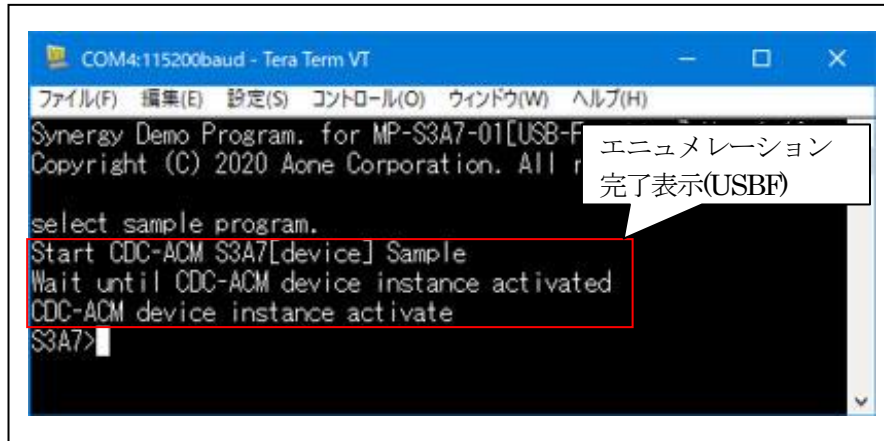 COM4:115200baud - Tera Term VT
ファイル(F) 編集(E) 設定(S) コントロール(O) ウィンドウ(W) ヘルプ(H)
Synergy Demo Program. for MP-S3A7-01[USB-F
Copyright (C) 2020 Aone Corporation. All
エニュメレーション
完了表示(USBF)
select sample program.
Start CDC-ACM S3A7[device] Sample
Wait until CDC-ACM device instance activated
CDC-ACM device instance activate
S3A7>